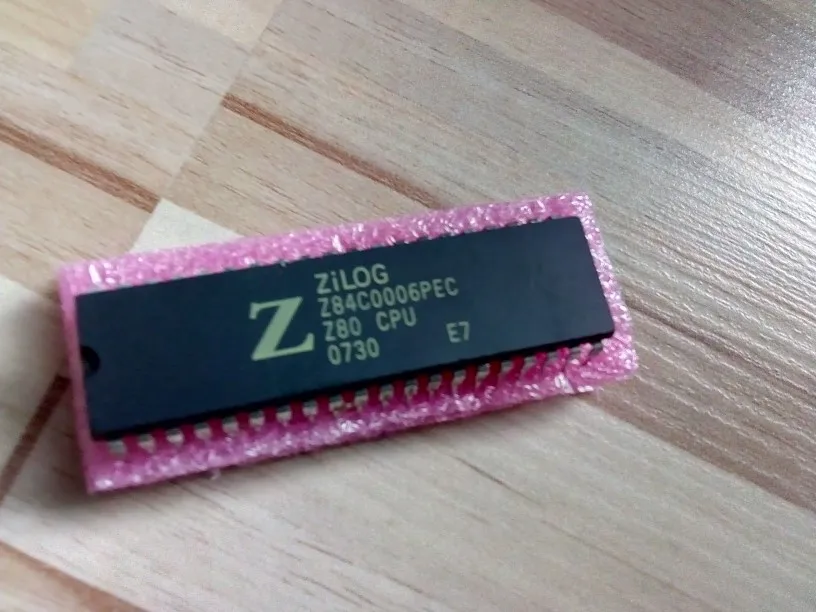 Z
ZiLOG
Z84C0006PEC
Z80 CPU
0730 E7